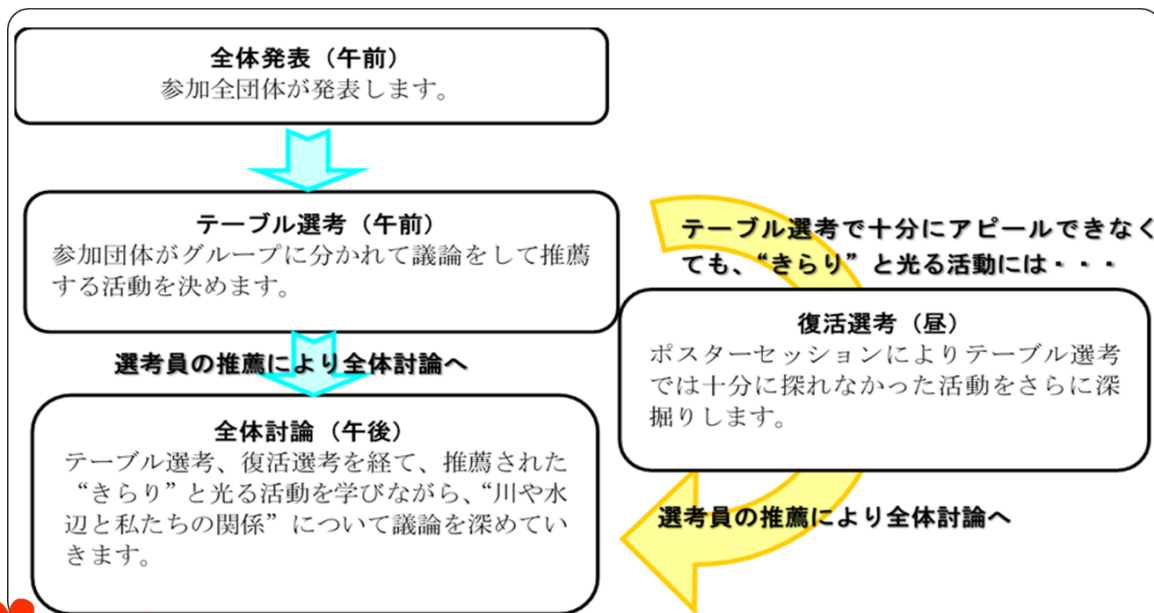 全体発表（午前）
参加全団体が発表します。
テーブル選考（午前）
参加団体がグループに分かれて議論をして推薦
する活動を決めます。
テーブル選考で十分にアピールできなく
ても、“きらり”と光る活動には・・・
復活選考（昼）
ポスターセッションによりテーブル選考
では十分に探れなかった活動をさらに深
掘りします。
選考員の推薦により全体討論へ
選考員の推薦により全体討論へ
全体討論（午後）
テーブル選考、復活選考を経て、推薦された
“きらり”と光る活動を学びながら、“川や水
辺と私たちの関係”について議論を深めてい
きます。